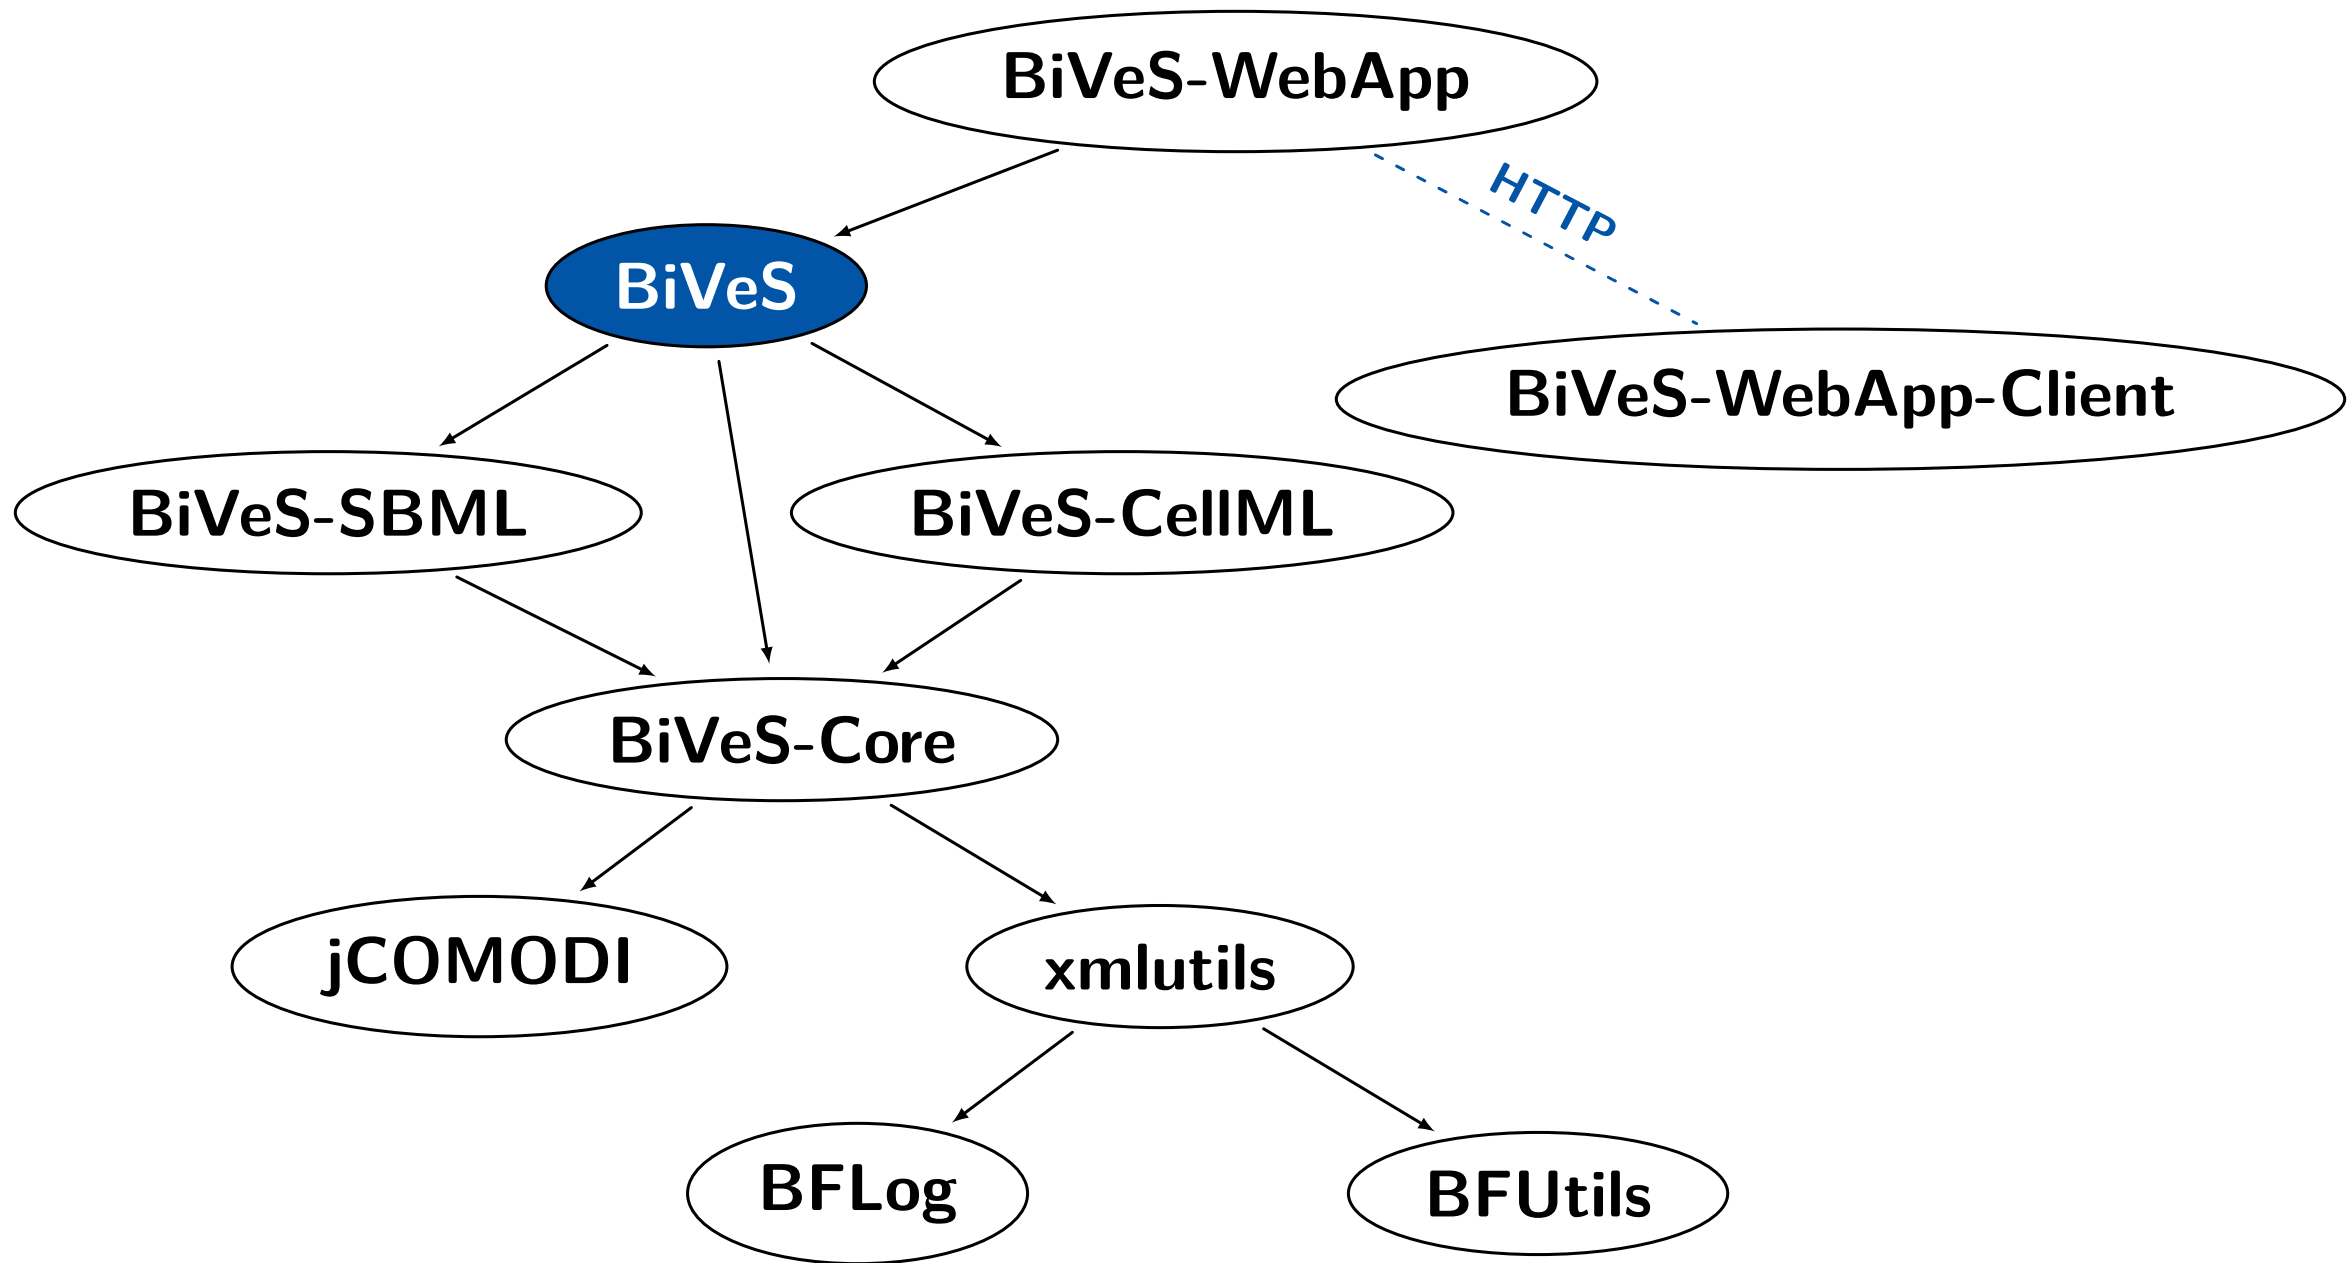 BiVeS-WebApp
HTTP
BiVeS
BiVeS-WebApp-Client
BiVeS-SBML
BiVeS-CellML
BiVeS-Core
jCOMODI
xmlutils
BFLog
BFUtils